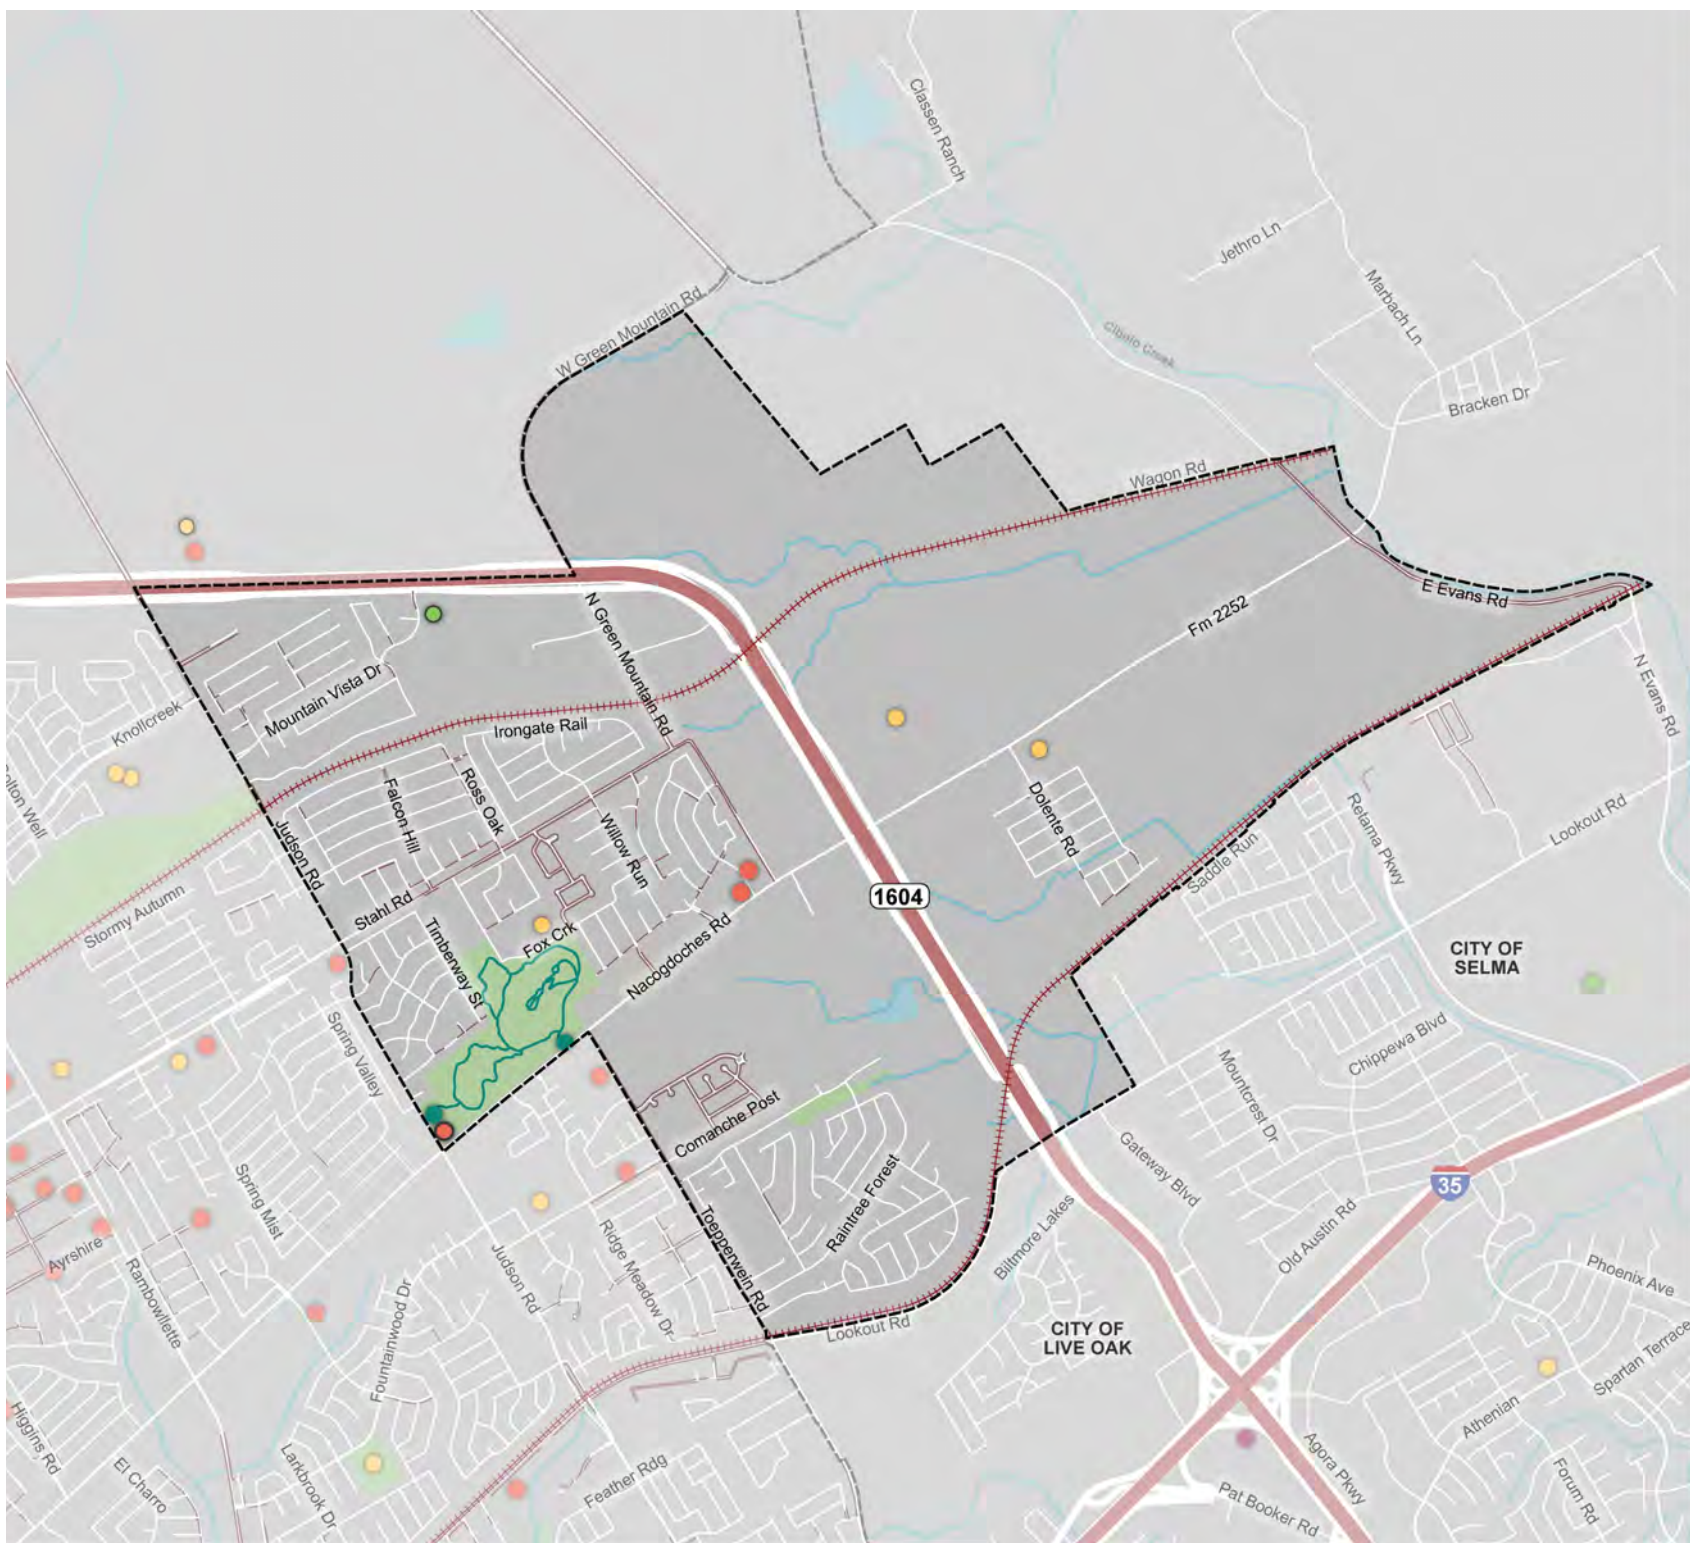 Classen Ranch
Jethro Ln
Marbach Ln
W Green Mountain Rd
Cibolo Creek
Bracken Dr
Wagon Rd
E Evans Rd
Fm 2252
N Green Mountain Rd
N Evans Rd
Mountain Vista Dr
Knollcreek
Irongate Rail
Falcon Hill
Ross Oak
Willow Run
Dolente Rd
Retama Pkwy
Lookout Rd
Judson Rd
Saddle Run
Stormy Autumn
Stahl Rd
1604
Timberway St
Fox Crk
Nacogdoches Rd
CITY OF
SELMA
Spring Valley
Chippewa Blvd
Mountcrest Dr
Comanche Post
Gateway Blvd
35
Spring Mist
Raintree Forest
Toepperwein Rd
Biltmore Lakes
Old Austin Rd
Ayrshire
Rambowllette
Judson Rd
Ridge Meadow Dr
Phoenix Ave
Fountainwood Dr
Lookout Rd
CITY OF
LIVE OAK
Spartan Terrace
Higgins Rd
El Charro
Larkbrook Dr
Feather Rdg
Athenian
Agora Pkwy
Pat Booker Rd
Forum Rd